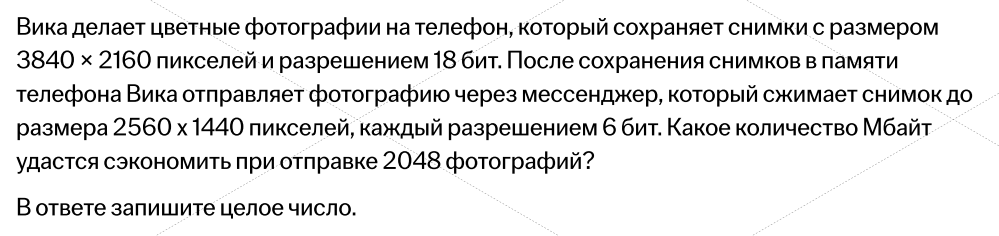 Вика делает цветные фотографии на телефон, который сохраняет снимки с размером
3840 × 2160 пикселей и разрешением 18 бит. После сохранения снимков в памяти
телефона Вика отправляет фотографию через мессенджер, который сжимает снимок до
размера 2560 x 1440 пикселей, каждый разрешением 6 бит. Какое количество Мбайт
удастся сэкономить при отправке 2048 фотографий?
В ответе запишите целое число.